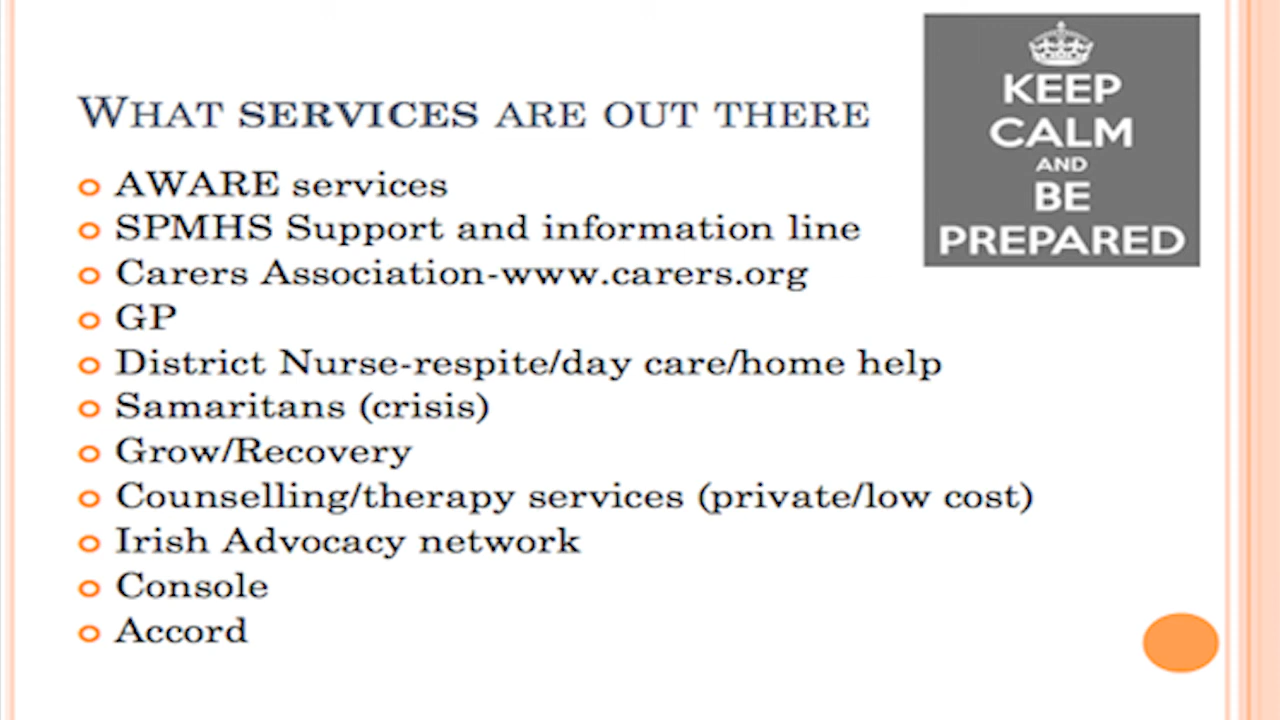 WHAT SERVICES ARE OUT THERE
AWARE services
SPMHS Support and information line
Carers Association-www.carers.org
GP
District Nurse-respite/day care/home help
Samaritans (crisis)
Grow/Recovery
Counselling/therapy services (private/low cost)
Irish Advocacy network
Console
Accord
KEEP
CALM
AND
BE
PREPARED